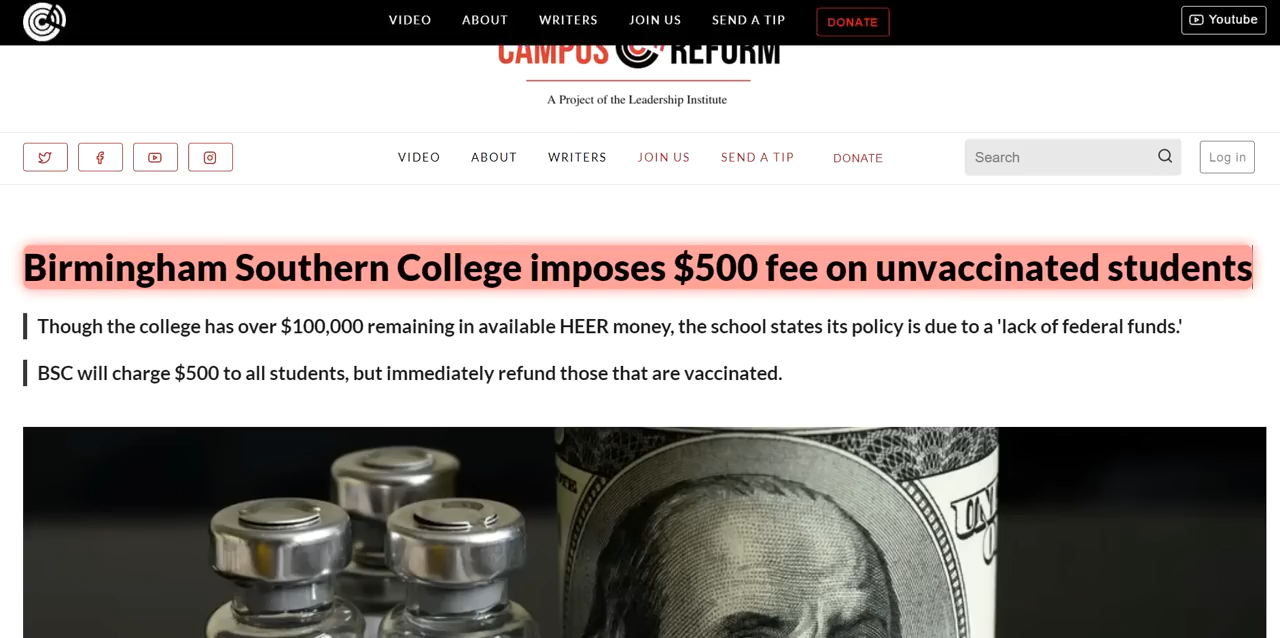 VIDEO ABOUT WRITERS JOIN US SEND A TIP DONATE Youtube
CAMPUS REFORM
A Project of the Leadership Institute
VIDEO ABOUT WRITERS JOIN US SEND A TIP DONATE Search Log in
Birmingham Southern College imposes $500 fee on unvaccinated students
Though the college has over $100,000 remaining in available HEER money, the school states its policy is due to a 'lack of federal funds.'
BSC will charge $500 to all students, but immediately refund those that are vaccinated.